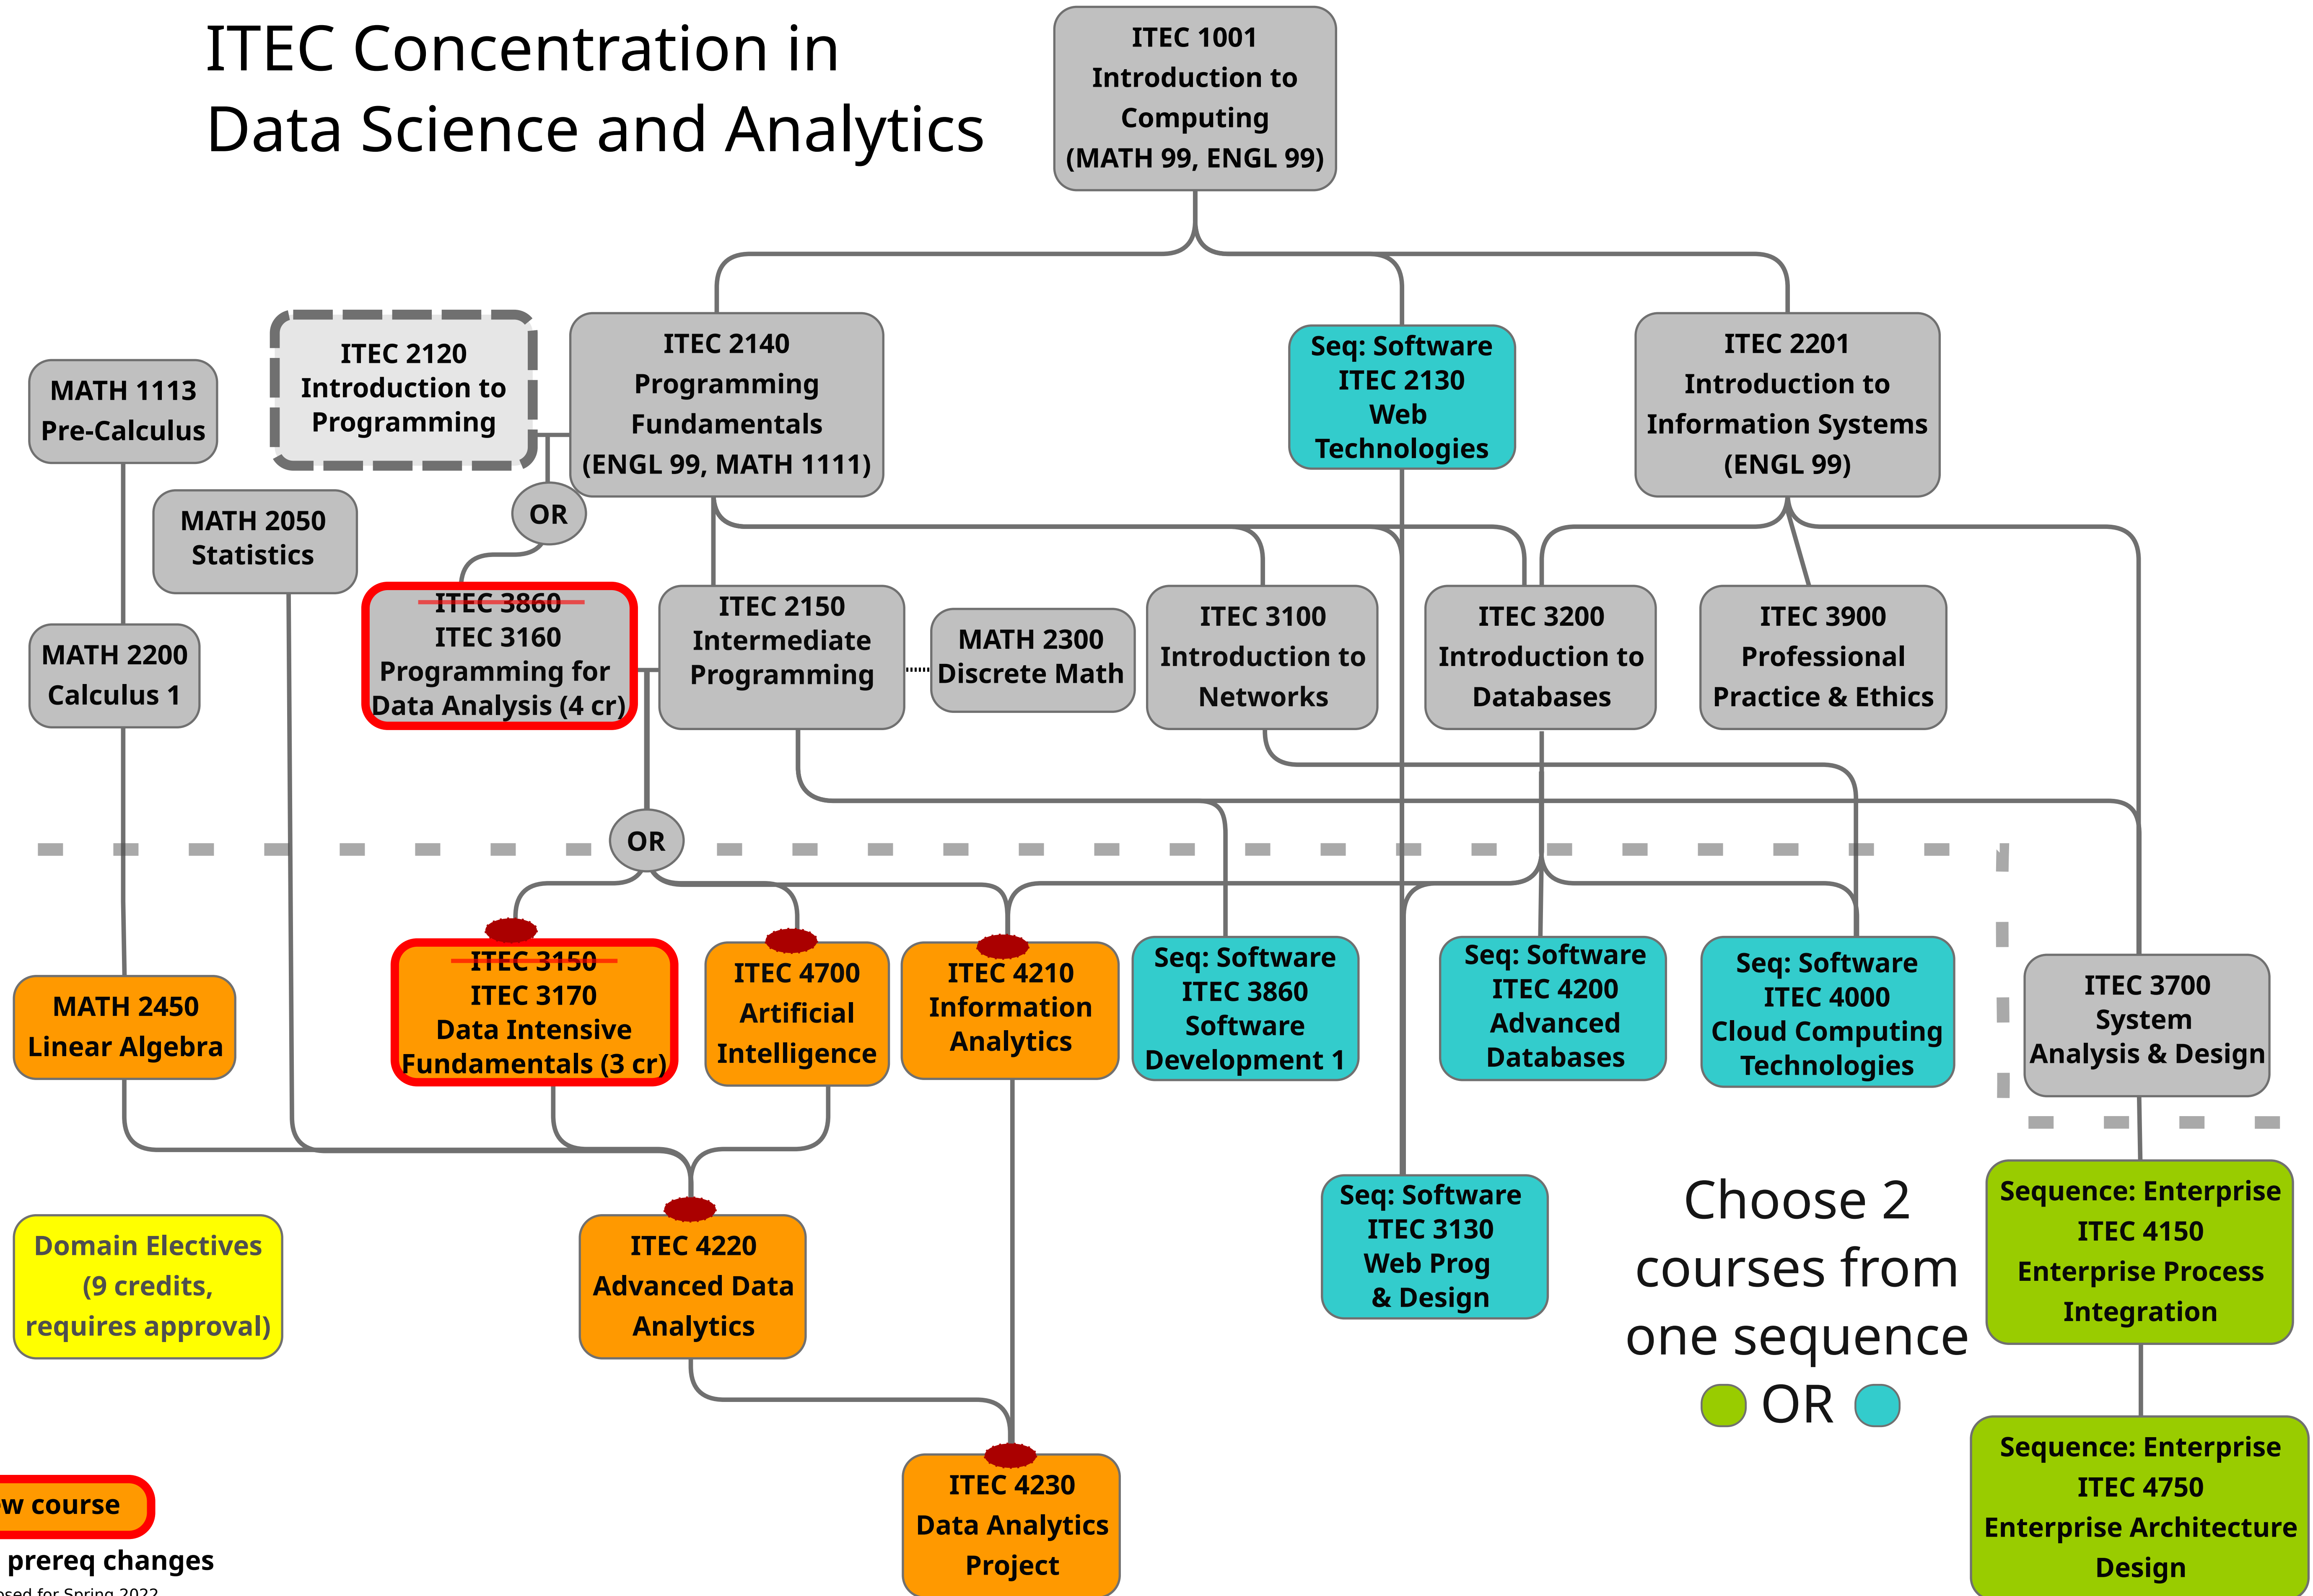 ITEC Concentration in
Data Science and Analytics
ITEC 1001
Introduction to
Computing
(MATH 99, ENGL 99)
MATH 1113
Pre-Calculus
ITEC 2120
Introduction to
Programming
ITEC 2140
Programming
Fundamentals
(ENGL 99, MATH 1111)
Seq: Software
ITEC 2130
Web
Technologies
ITEC 2201
Introduction to
Information Systems
(ENGL 99)
MATH 2050
Statistics
OR
MATH 2200
Calculus 1
ITEC 3860
ITEC 3160
Programming for
Data Analysis (4 cr)
ITEC 2150
Intermediate
Programming
MATH 2300
Discrete Math
ITEC 3100
Introduction to
Networks
ITEC 3200
Introduction to
Databases
ITEC 3900
Professional
Practice & Ethics
OR
MATH 2450
Linear Algebra
ITEC 3150
ITEC 3170
Data Intensive
Fundamentals (3 cr)
ITEC 4700
Artificial
Intelligence
ITEC 4210
Information
Analytics
Seq: Software
ITEC 3860
Software
Development 1
Seq: Software
ITEC 4200
Advanced
Databases
Seq: Software
ITEC 4000
Cloud Computing
Technologies
ITEC 3700
System
Analysis & Design
Domain Electives
(9 credits,
requires approval)
ITEC 4220
Advanced Data
Analytics
Seq: Software
ITEC 3130
Web Prog
& Design
Choose 2
courses from
one sequence
OR
Sequence: Enterprise
ITEC 4150
Enterprise Process
Integration
ITEC 4230
Data Analytics
Project
Sequence: Enterprise
ITEC 4750
Enterprise Architecture
Design
course
prereq changes
for Spring 2022